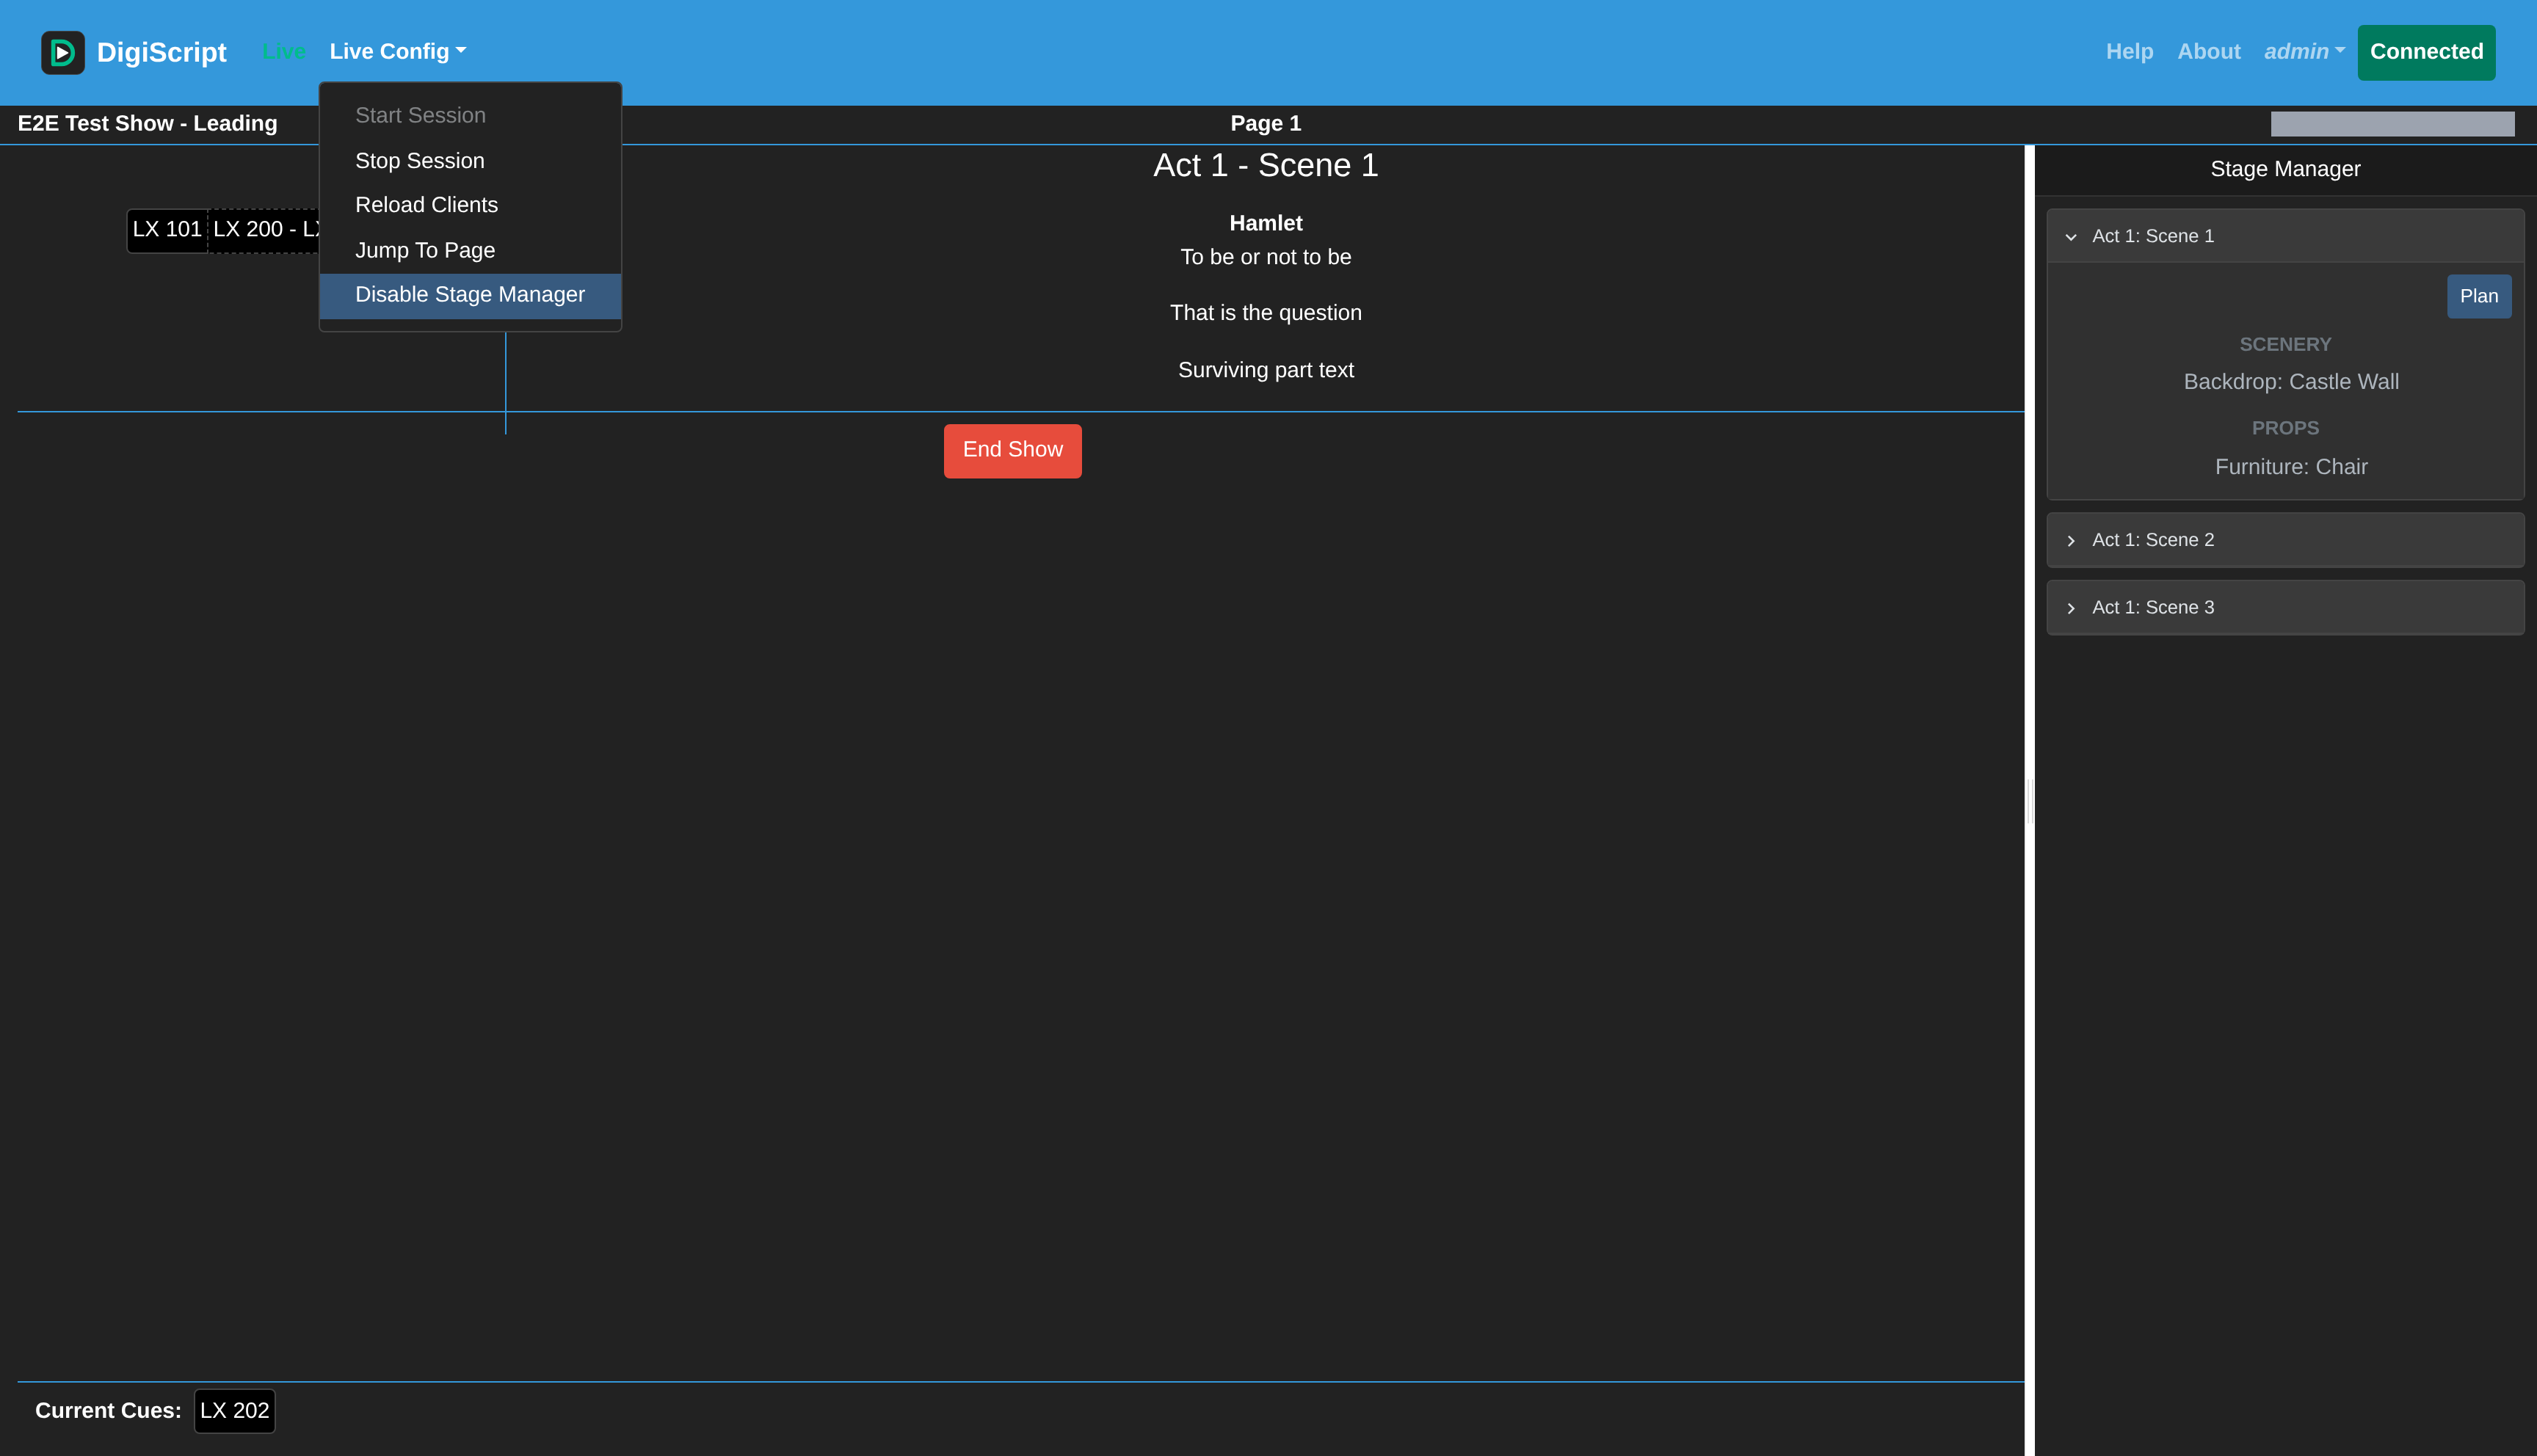 DigiScript Live Live Config Help About admin Connected
E2E Test Show - Leading Page 1
Start Session
Stop Session
Reload Clients
Jump To Page
Disable Stage Manager
Act 1 - Scene 1
LX 101 LX 200 -
Hamlet
To be or not to be
That is the question
Surviving part text
End Show
Stage Manager
Act 1: Scene 1
Plan
SCENERY
Backdrop: Castle Wall
PROPS
Furniture: Chair
Act 1: Scene 2
Act 1: Scene 3
Current Cues: LX 202